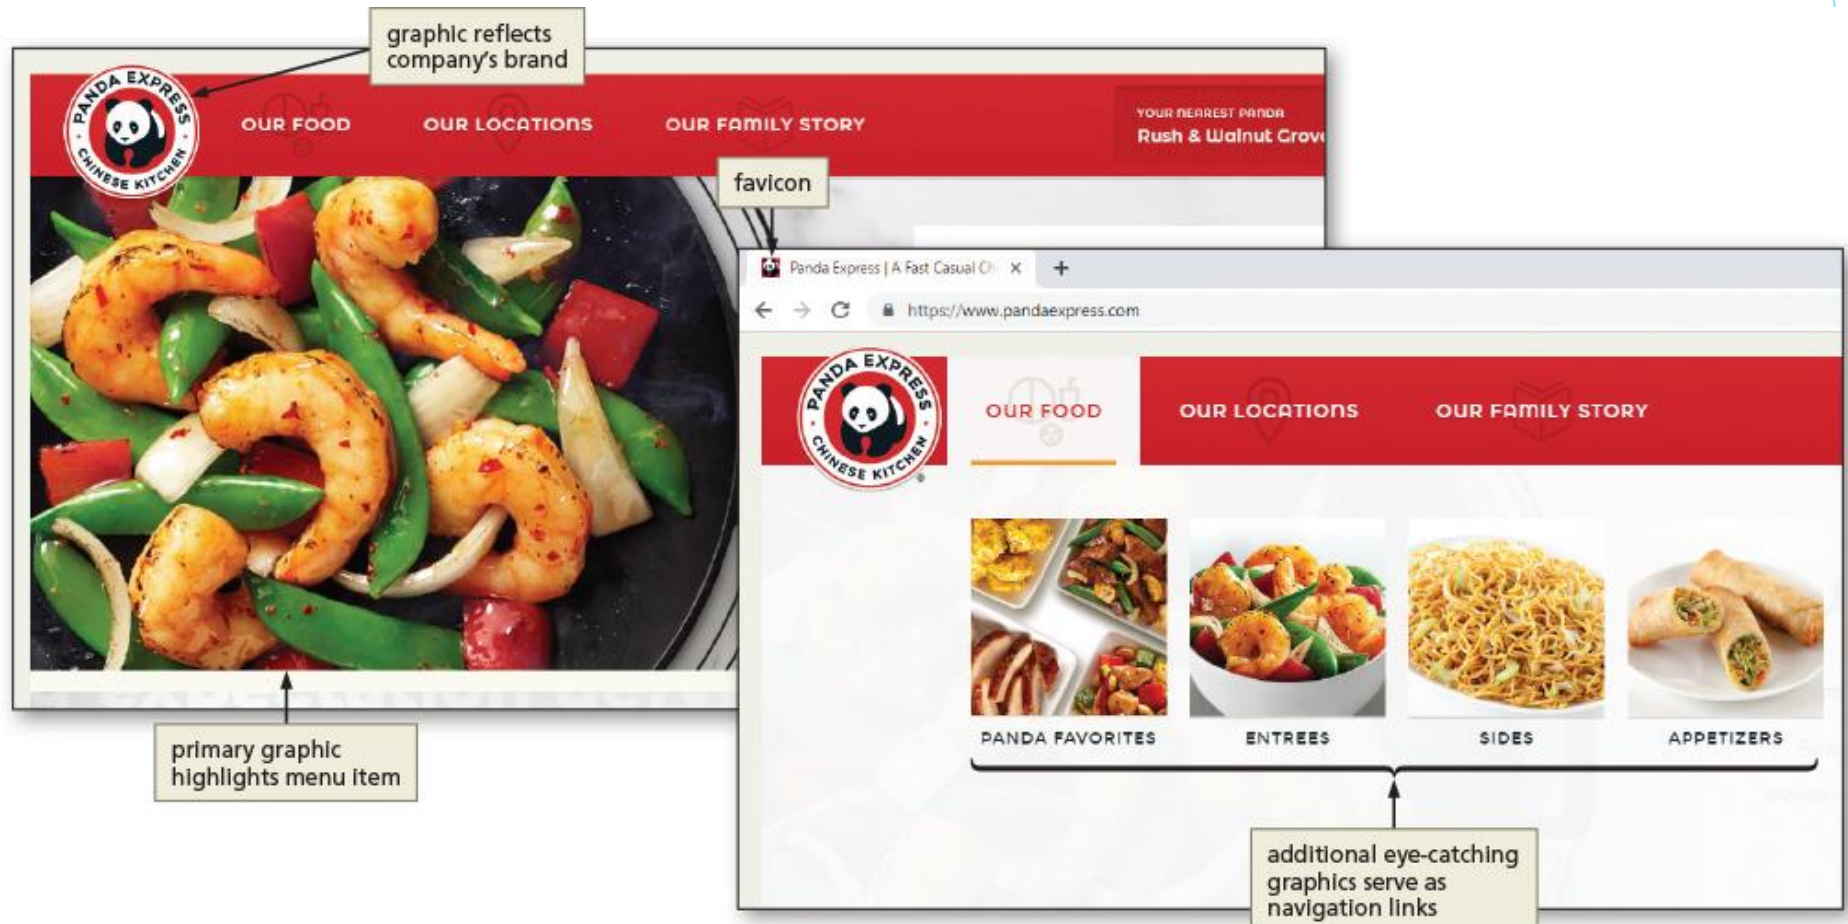 graphic reflects
company's brand
PANDA EXPRESS
CHINESE KITCHEN
OUR FOOD
OUR LOCATIONS
OUR FAMILY STORY
YOUR NEAREST PANDA
Rush & Walnut Grov
favicon
Panda Express | A Fast Casual Ch
https://www.pandaexpress.com
PANDA EXPRESS
CHINESE KITCHEN
OUR FOOD
OUR LOCATIONS
OUR FAMILY STORY
PANDA FAVORITES
ENTREES
SIDES
APPETIZERS
primary graphic
highlights menu item
additional eye-catching
graphics serve as
navigation links